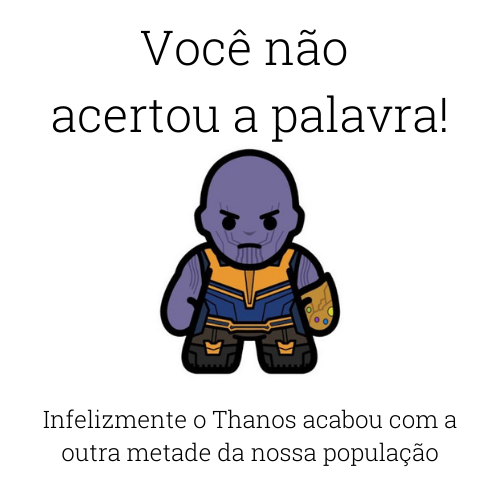 Você não
acertou a palavra!
Infelizmente o Thanos acabou com a
outra metade da nossa população